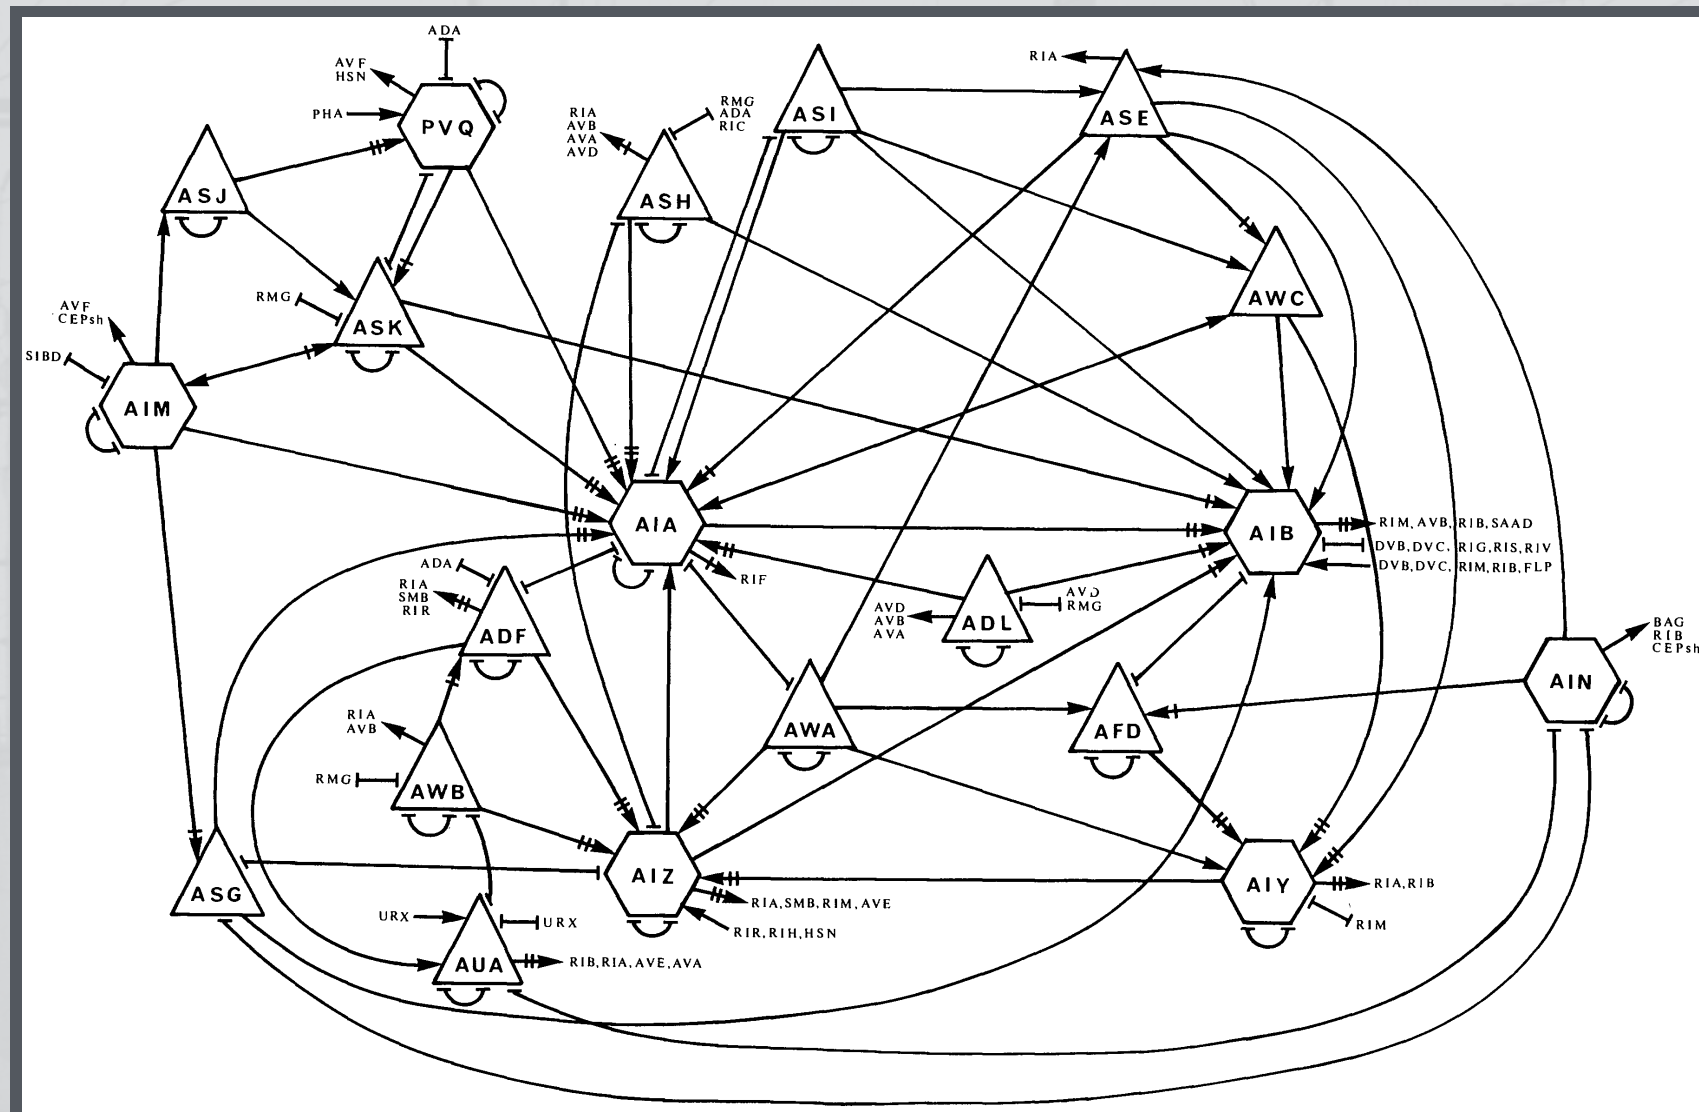 ADA
AVF
HSN
PHA
PVQ
RIA
AVB
AVA
AVD
RMG
ADA
RIC
ASH
ASI
RIA
ASE
ASJ
ASK
RMG
AWC
AVF
CEPsh
SIBD
AIM
AIA
AIB
RIM, AVB, RIB, SAAD
DVB, DVC, RIG, RIS, RIV
DVB, DVC, RIM, RIB, FLP
RIF
ADA
RIA
SMB
RIR
ADF
AVD
AVB
AVA
ADL
AVD
RMG
BAG
RIB
CEPsh
AIN
RIA
AVB
RMG
AWB
AWA
AFD
ASG
AIZ
RIA, SMB, RIM, AVE
RIR, RIH, HSN
AIY
RIA, RIB
RIM
URX
URX
AUA
RIB, RIA, AVE, AVA